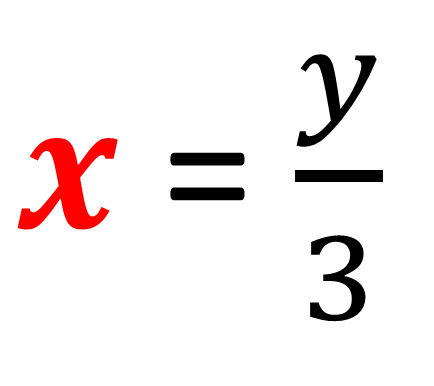 x = y/3